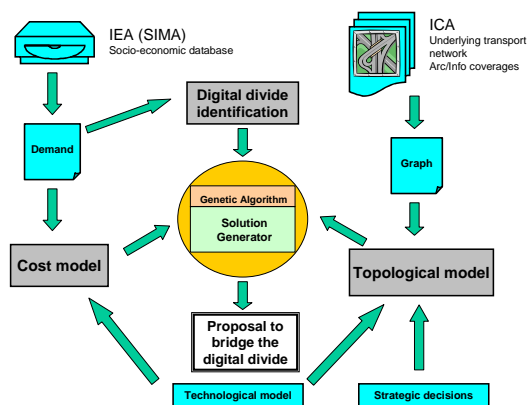 IEA (SIMA)
Socio-economic database
ICA
Underlying transport
network
Arc/Info coverages
Digital divide
identification
Demand
Graph
Genetic Algorithm
Solution
Generator
Cost model
Topological model
Proposal to
bridge the
digital divide
Technological model
Strategic decisions